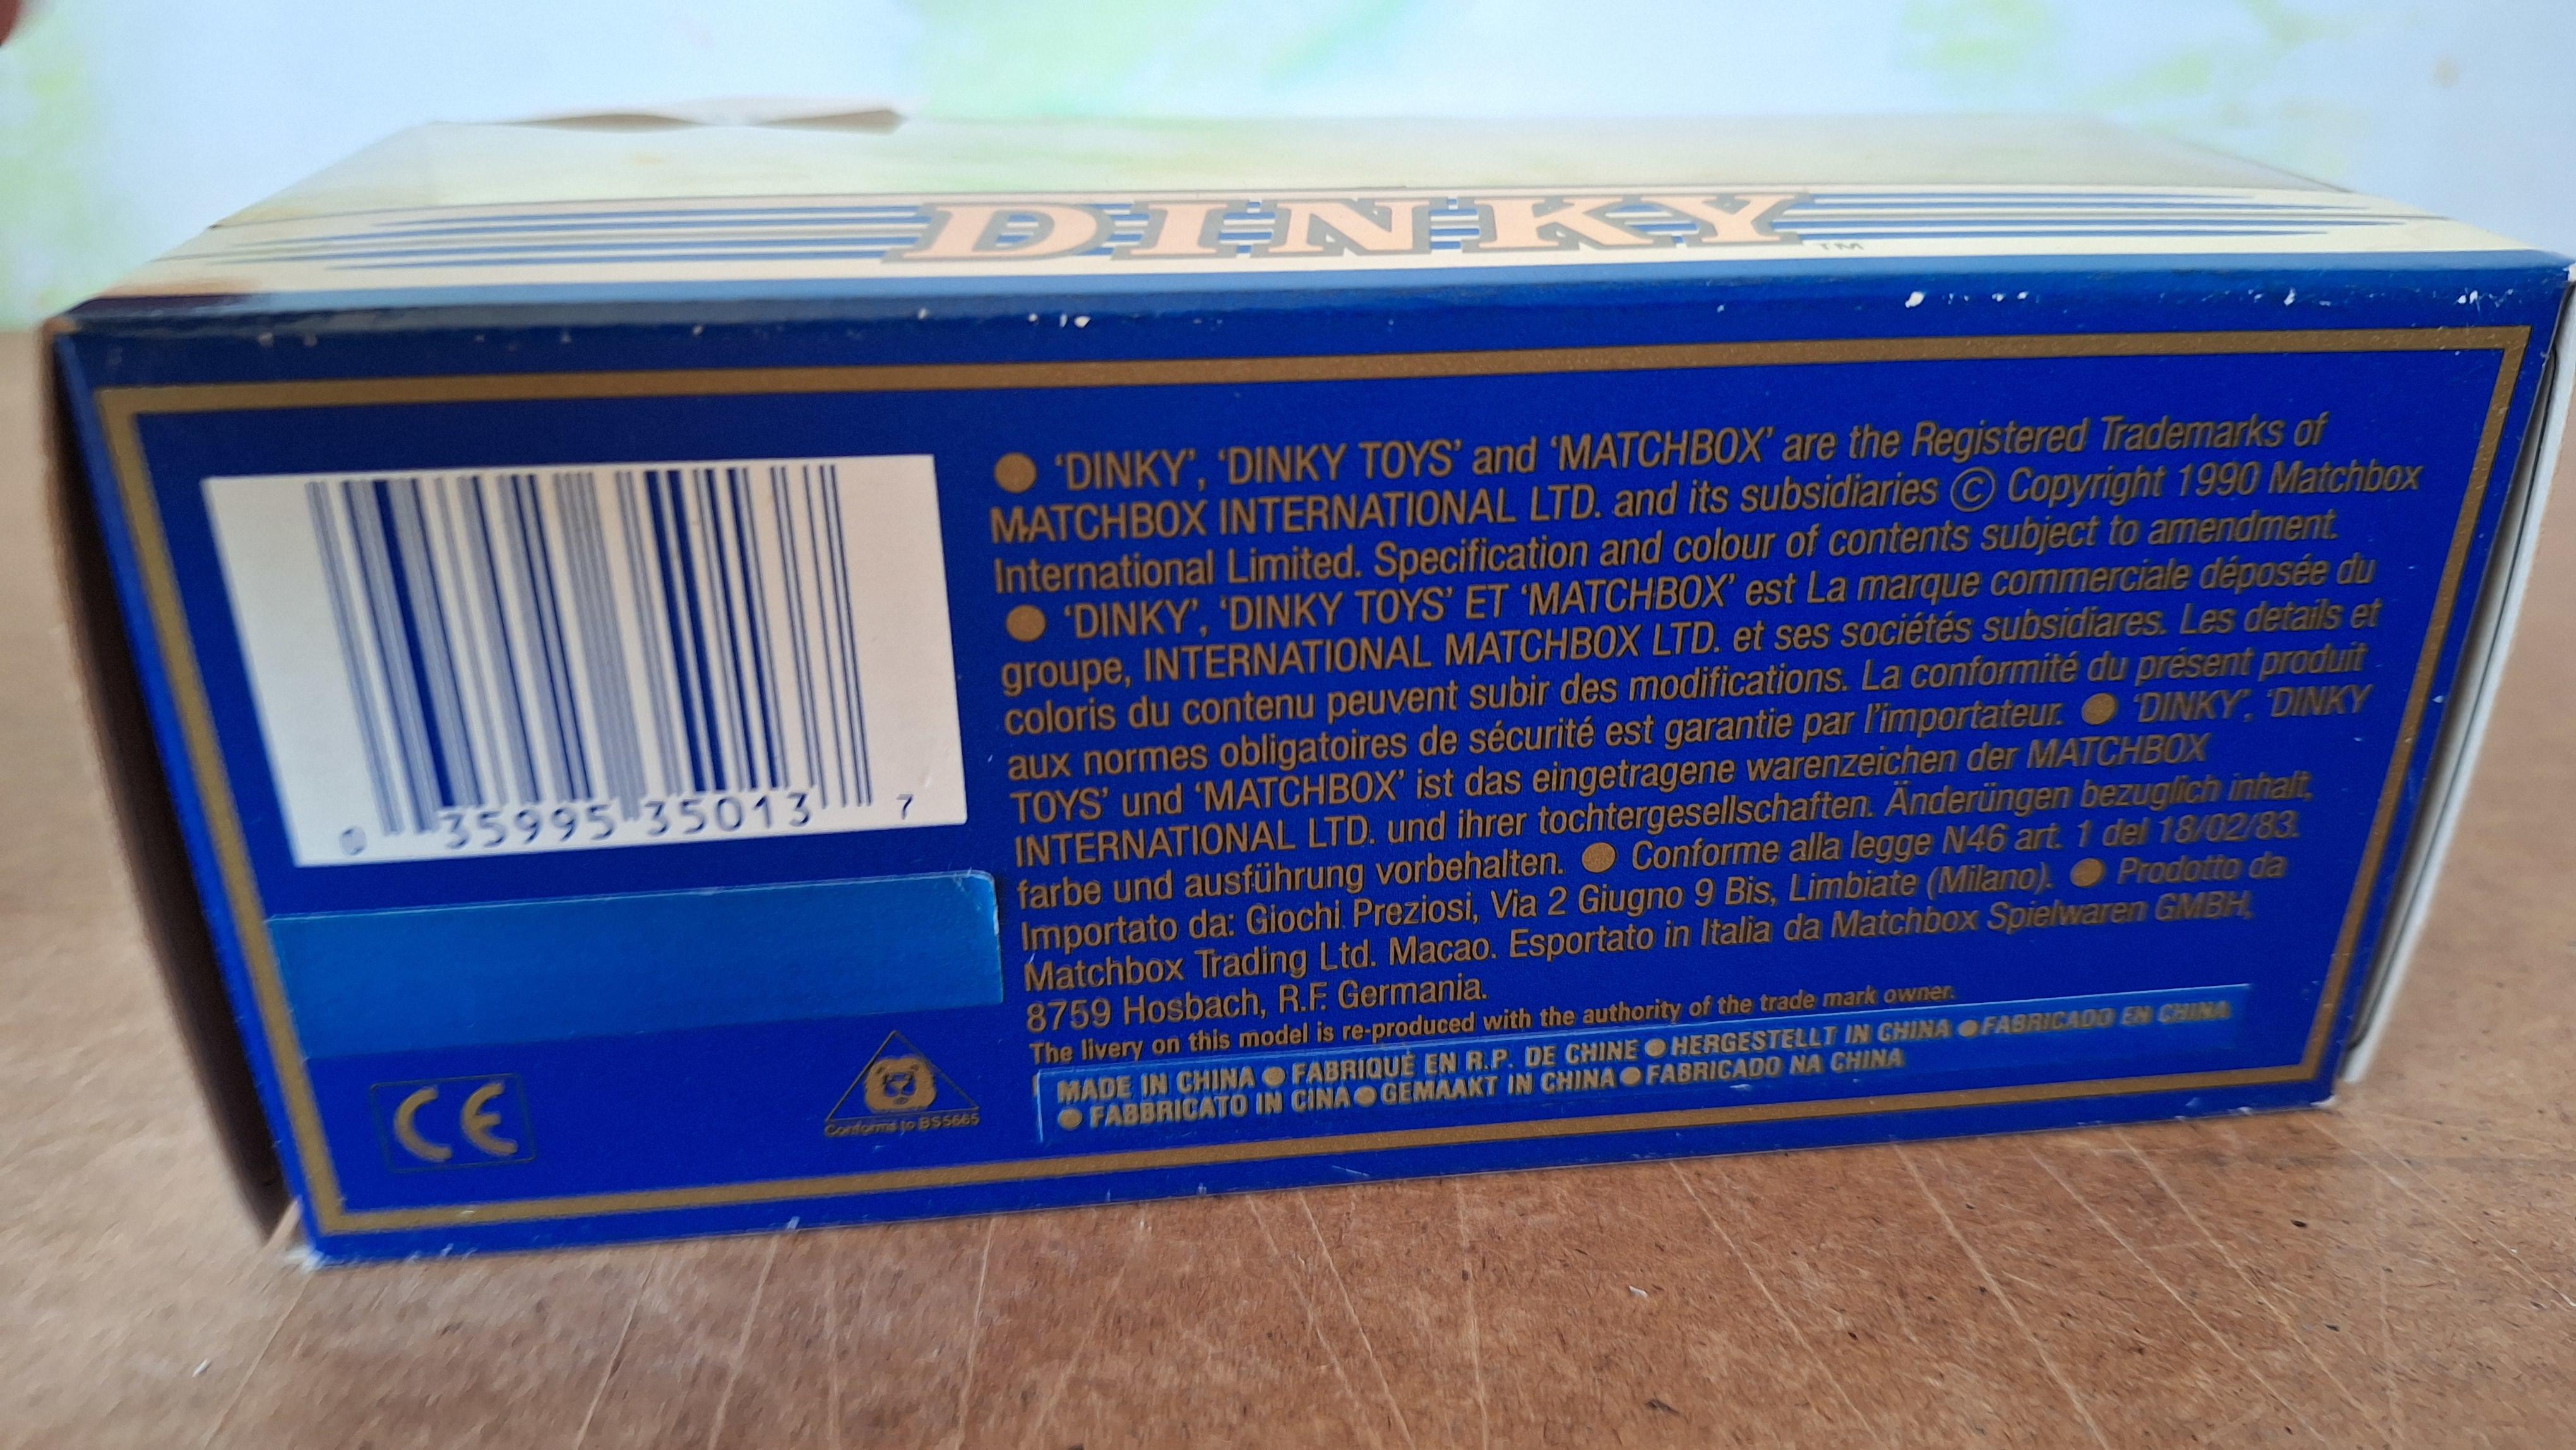 DINKY TM
● 'DINKY', 'DINKY TOYS' and 'MATCHBOX' are the Registered Trademarks of
MATCHBOX INTERNATIONAL LTD. and its subsidiaries © Copyright 1990 Matchbox
International Limited. Specification and colour of contents subject to amendment.
● 'DINKY', 'DINKY TOYS' ET 'MATCHBOX' est La marque commerciale déposée du
groupe, INTERNATIONAL MATCHBOX LTD. et ses sociétés subsidiares. Les details et
coloris du contenu peuvent subir des modifications. La conformité du présent produit
aux normes obligatoires de sécurité est garantie par l'importateur. ● 'DINKY', 'DINKY
TOYS' und 'MATCHBOX' ist das eingetragene warenzeichen der MATCHBOX
INTERNATIONAL LTD. und ihrer tochtergesellschaften. Änderüngen bezuglich inhalt,
farbe und ausführung vorbehalten. ● Conforme alla legge N46 art. 1 del 18/02/83.
Importato da: Giochi Preziosi, Via 2 Giugno 9 Bis, Limbiate (Milano). ● Prodotto da
Matchbox Trading Ltd. Macao. Esportato in Italia da Matchbox Spielwaren GMBH,
8759 Hosbach, R.F. Germania.
The livery on this model is re-produced with the authority of the trade mark owner.
MADE IN CHINA ● FABRIQUÉ EN R.P. DE CHINE ● HERGESTELLT IN CHINA ● FABRICADO EN CHINA
● FABBRICATO IN CINA ● GEMAAKT IN CHINA ● FABRICADO NA CHINA
0 35995 35013 7
CE
Conforms to BS5665